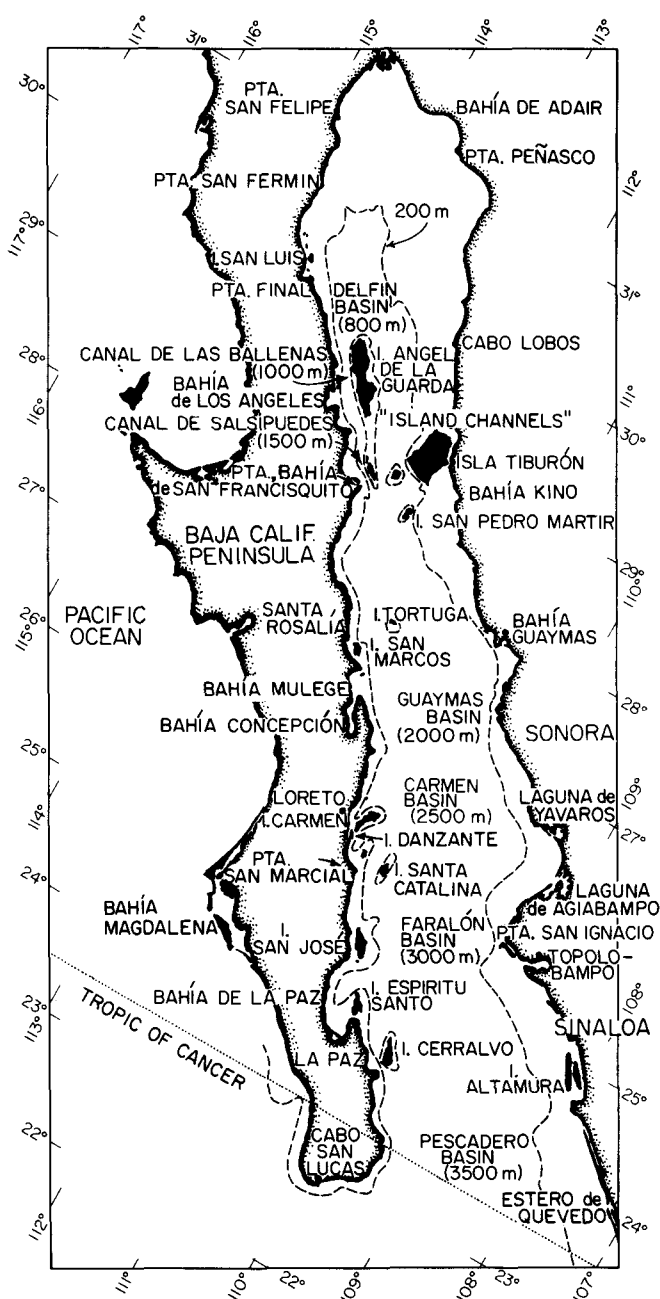 117°
31°
116°
115°
114°
113°
30°
PTA.
SAN FELIPE
BAHÍA DE ADAIR
PTA. PEÑASCO
PTA. SAN FERMIN
112°
29°
117°
200 m
I. SAN LUIS
PTA. FINAL
DELFIN
BASIN
(800 m)
31°
28°
CABO LOBOS
CANAL DE LAS BALLENAS
(1000 m)
I. ANGEL
DE LA
GUARDA
BAHÍA
de LOS ANGELES
116°
111°
CANAL DE SALSIPUEDES
(1500 m)
"ISLAND CHANNELS"
30°
PTA. BAHÍA
de SAN FRANCISQUITO
ISLA TIBURÓN
27°
BAHÍA KINO
I. SAN PEDRO MARTIR
BAJA CALIF.
PENINSULA
29°
110°
26°
115°
PACIFIC
OCEAN
SANTA
ROSALÍA
I. TORTUGA
BAHÍA
GUAYMAS
I. SAN
MARCOS
BAHÍA MULEGE
GUAYMAS
BASIN
(2000 m)
28°
BAHÍA CONCEPCIÓN
SONORA
25°
CARMEN
BASIN
(2500 m)
109°
114°
LORETO
I. CARMEN
LAGUNA de
YAVAROS
27°
I. DANZANTE
PTA.
SAN MARCIAL
I. SANTA
CATALINA
24°
LAGUNA
de AGIABAMPO
BAHÍA
MAGDALENA
I.
SAN JOSÉ
FARALÓN
BASIN
(3000 m)
PTA. SAN IGNACIO
TOPOLO-
BAMPO
108°
23°
113°
BAHÍA DE LA PAZ
I. ESPIRITU
SANTO
SINALOA
TROPIC OF CANCER
LA PAZ
I. CERRALVO
I.
ALTAMURA
25°
22°
CABO
SAN
LUCAS
PESCADERO
BASIN
(3500 m)
ESTERO de
QUEVEDO
112°
24°
111°
110°
22°
109°
108°
23°
107°